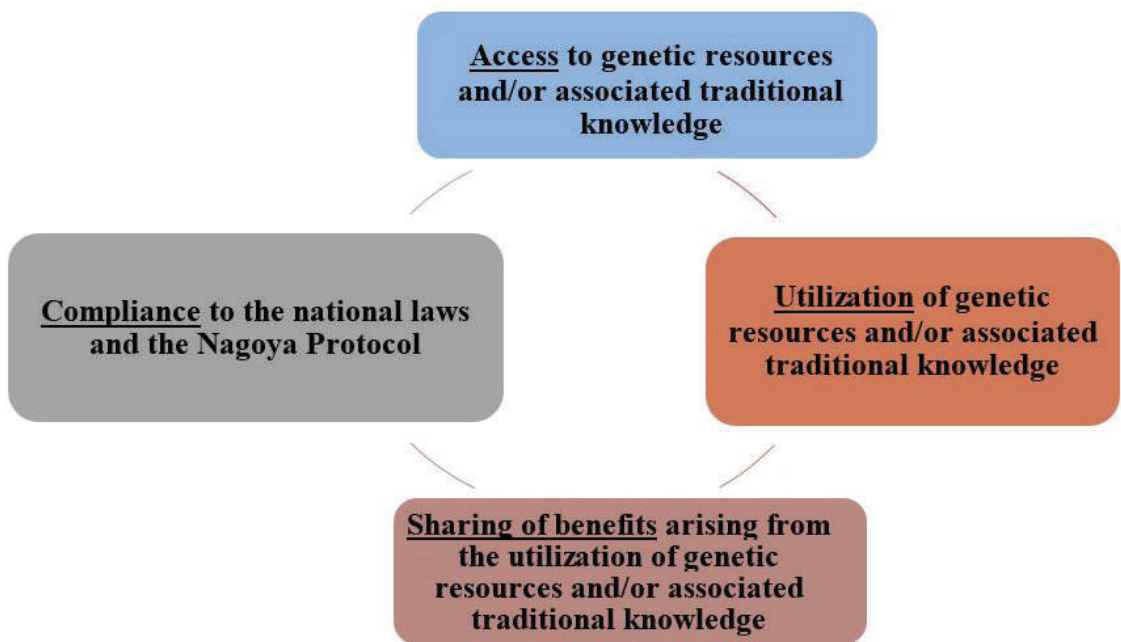 Access to genetic resources
and/or associated traditional
knowledge
Compliance to the national laws
and the Nagoya Protocol
Utilization of genetic
resources and/or associated
traditional knowledge
Sharing of benefits arising from
the utilization of genetic
resources and/or associated
traditional knowledge